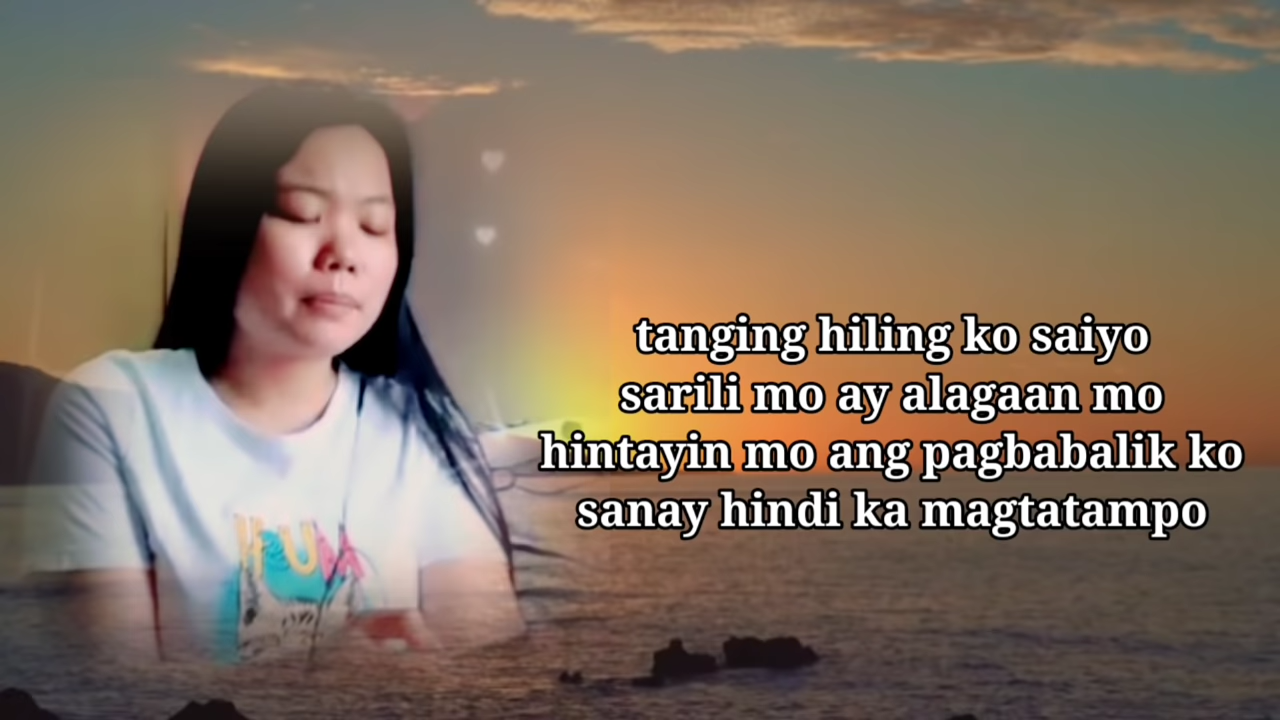 tanging hiling ko saiyo
sarili mo ay alagaan mo
hintayin mo ang pagbabalik ko
sanay hindi ka magtatampo